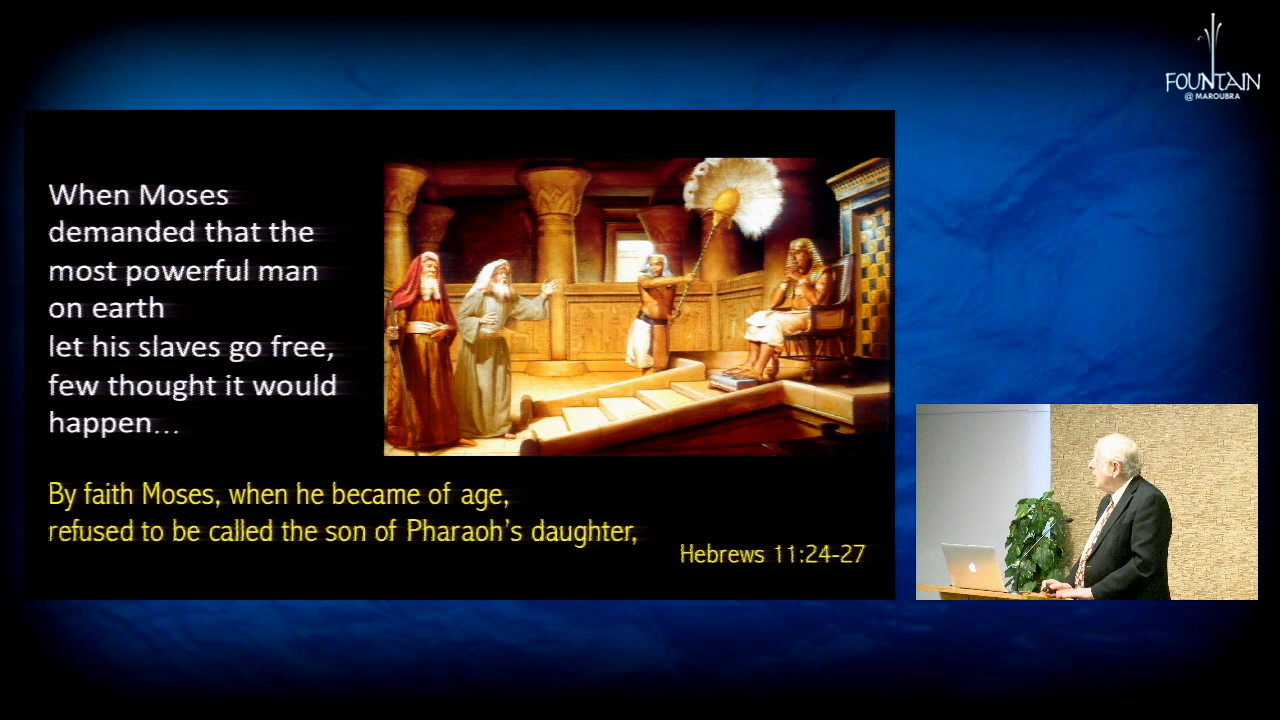 FOUNTAIN
@ MAROUBRA
When Moses
demanded that the
most powerful man
on earth
let his slaves go free,
few thought it would
happen...
By faith Moses, when he became of age,
refused to be called the son of Pharaoh's daughter,
Hebrews 11:24-27